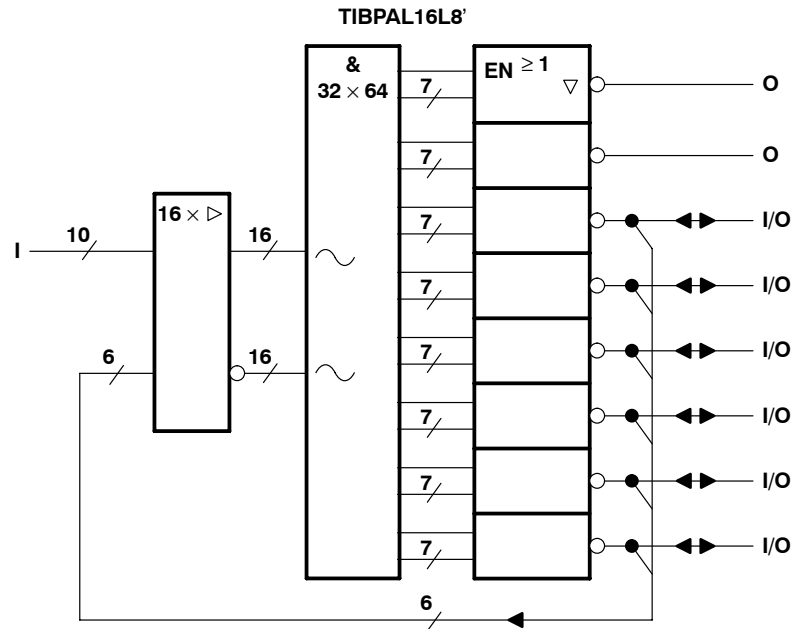 TIBPAL16L8’
&
32 × 64
EN ≥ 1
▽
7
O
7
O
16 × ▷
7
I/O
I
10
16
7
I/O
6
16
7
I/O
7
I/O
7
I/O
7
I/O
6